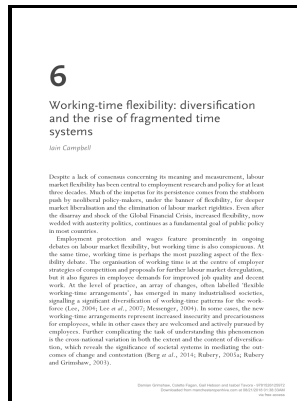 6
Working-time flexibility: diversification
and the rise of fragmented time
systems
Iain Campbell
Despite a lack of consensus concerning its meaning and measurement, labour
market flexibility has been central to employment research and policy for at least
three decades. Much of the impetus for its persistence comes from the stubborn
push by neoliberal policy-makers, under the banner of flexibility, for deeper
market liberalisation and the elimination of labour market rigidities. Even after
the disarray and shock of the Global Financial Crisis, increased flexibility, now
wedded with austerity politics, continues as a fundamental goal of public policy
in most countries.
Employment protection and wages feature prominently in ongoing
debates on labour market flexibility, but working time is also conspicuous. At
the same time, working time is perhaps the most puzzling aspect of the flex-
ibility debate. The organisation of working time is at the centre of employer
strategies of competition and proposals for further labour market deregulation,
but it also figures in employee demands for improved job quality and decent
work. At the level of practice, an array of changes, often labelled 'flexible
working-time arrangements', has emerged in many industrialised societies,
signalling a significant diversification of working-time patterns for the work-
force (Lee, 2004; Lee et al., 2007; Messenger, 2004). In some cases, the new
working-time arrangements represent increased insecurity and precariousness
for employees, while in other cases they are welcomed and actively pursued by
employees. Further complicating the task of understanding this phenomenon
is the cross-national variation in both the extent and the content of diversifica-
tion, which reveals the significance of societal systems in mediating the out-
comes of change and contestation (Berg et al., 2014; Rubery, 2005a; Rubery
and Grimshaw, 2003).
via free access